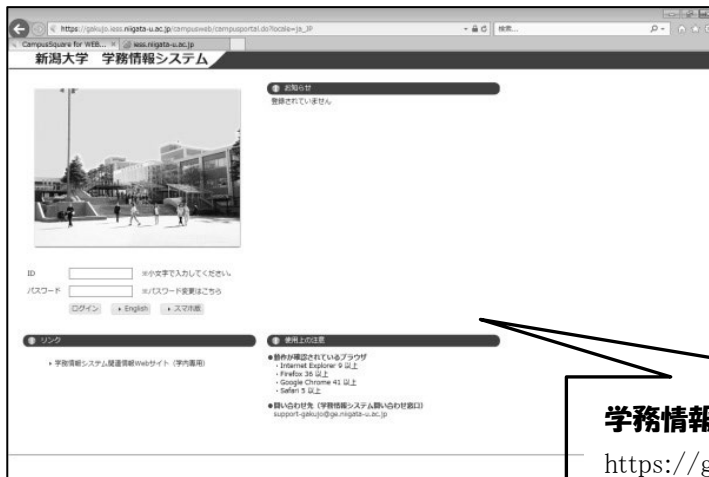 https://gakujo.iess.niigata-u.ac.jp/campusweb/campusportal.do?locale=ja_JP
検索...
CampusSquare for WEB...
iess.niigata-u.ac.jp
新潟大学 学務情報システム
お知らせ
登録されていません
ID ※小文字で入力してください。
パスワード ※パスワード変更はこちら
ログイン English スマホ版
リンク
学務情報システム関連情報Webサイト（学内専用）
使用上の注意
●動作が確認されているブラウザ
・Internet Explorer 9 以上
・Firefox 36 以上
・Google Chrome 41 以上
・Safari 5 以上
●問い合わせ先（学務情報システム問い合わせ窓口）
support-gakujo@ge.niigata-u.ac.jp
学務情報
https://g